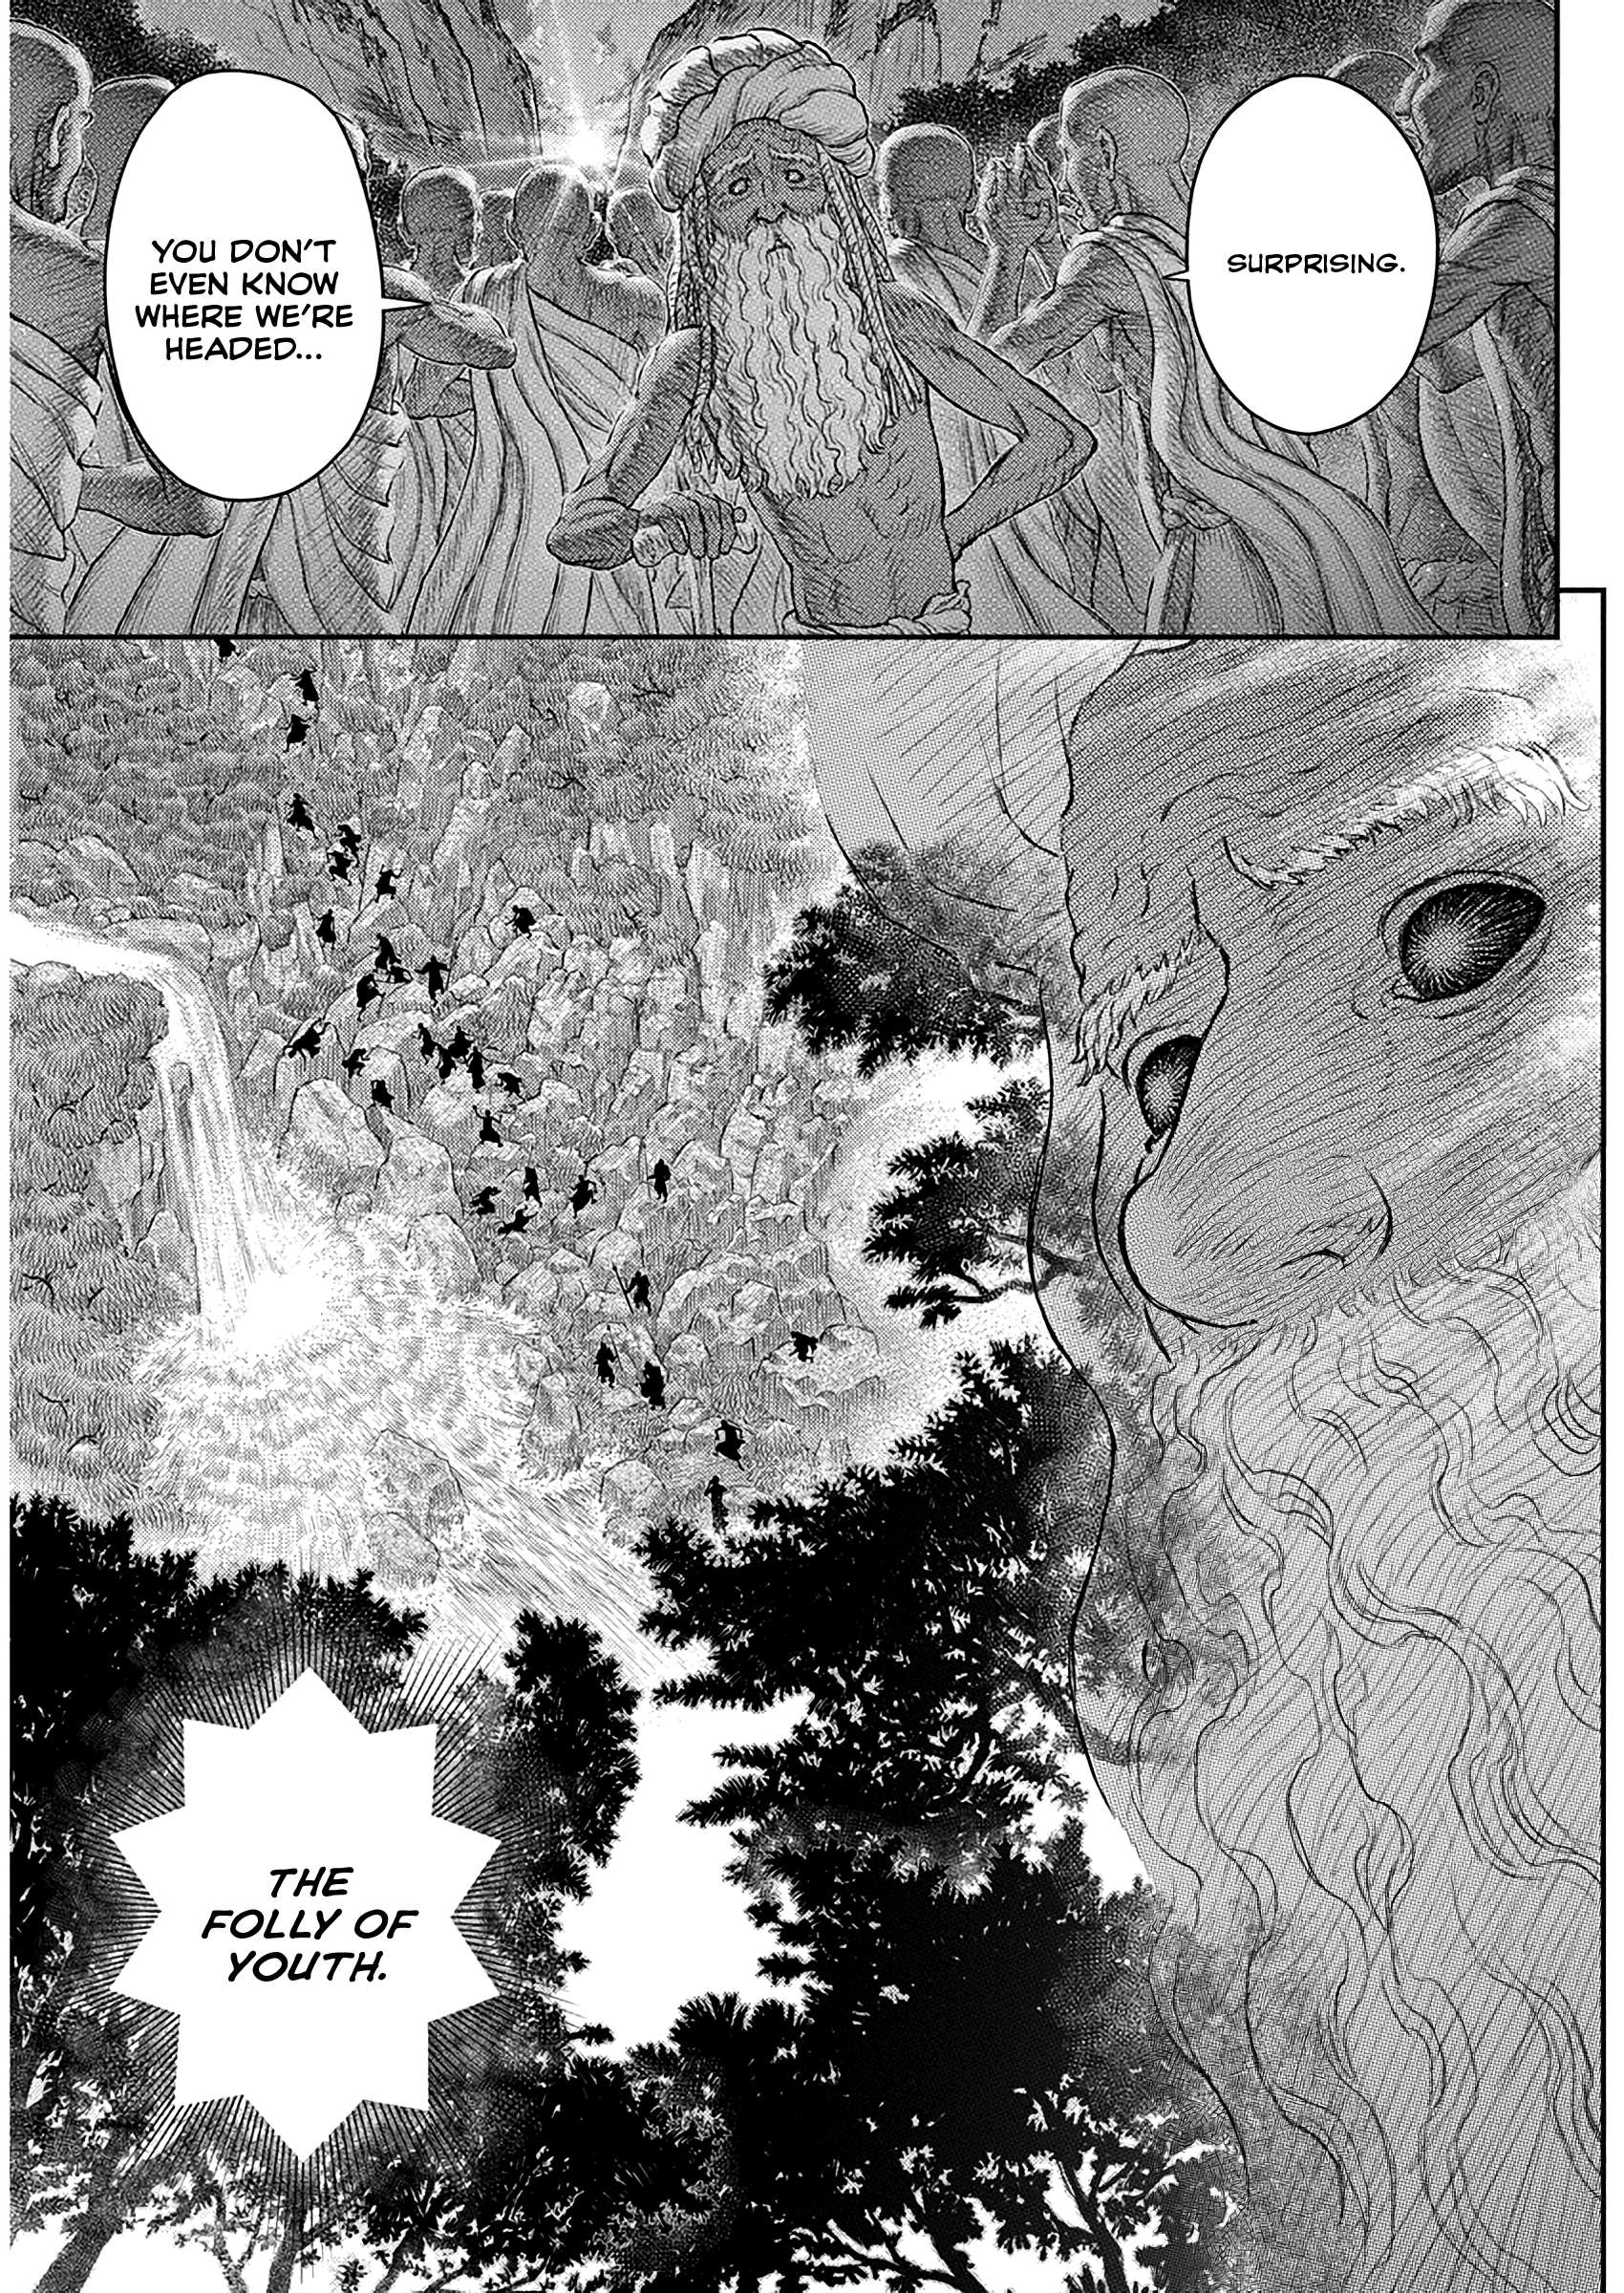 SURPRISING.
YOU DON'T
EVEN KNOW
WHERE WE'RE
HEADED...
THE
FOLLY OF
YOUTH.